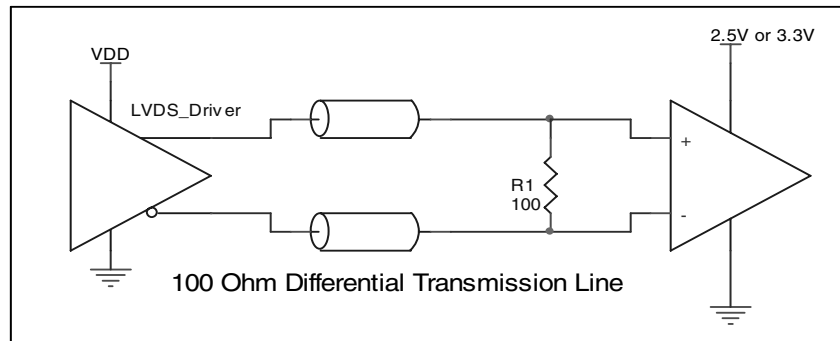 VDD
2.5V or 3.3V
LVDS_Driver
+
R1
100
-
100 Ohm Differential Transmission Line